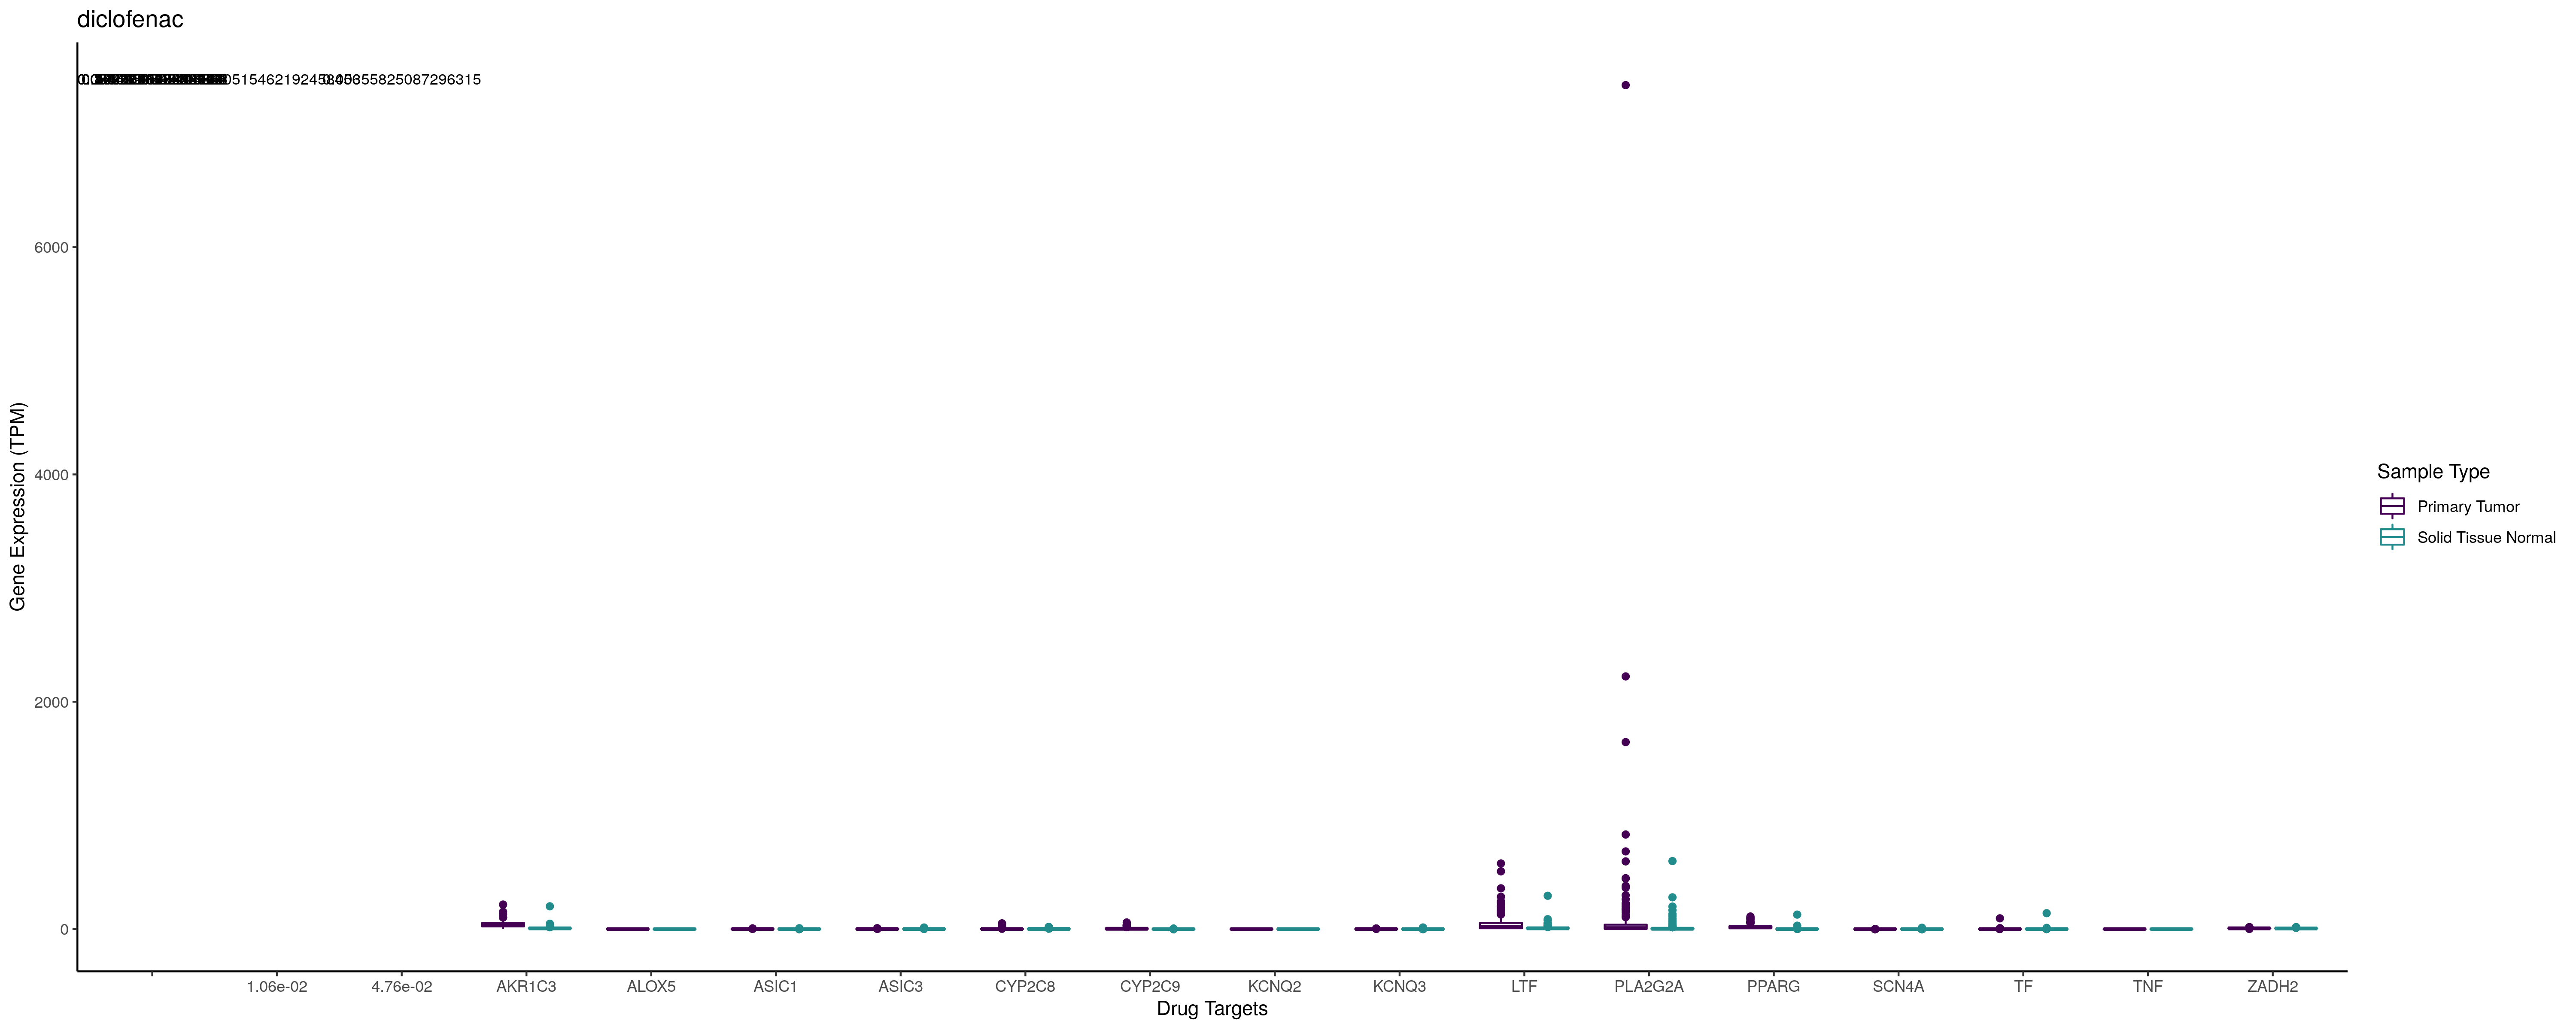 diclofenac
6000
4000
2000
0
Gene Expression (TPM)
1.06e-02 4.76e-02 AKR1C3 ALOX5 ASIC1 ASIC3 CYP2C8 CYP2C9 KCNQ2 KCNQ3 LTF PLA2G2A PPARG SCN4A TF TNF ZADH2
Drug Targets
Sample Type
Primary Tumor
Solid Tissue Normal